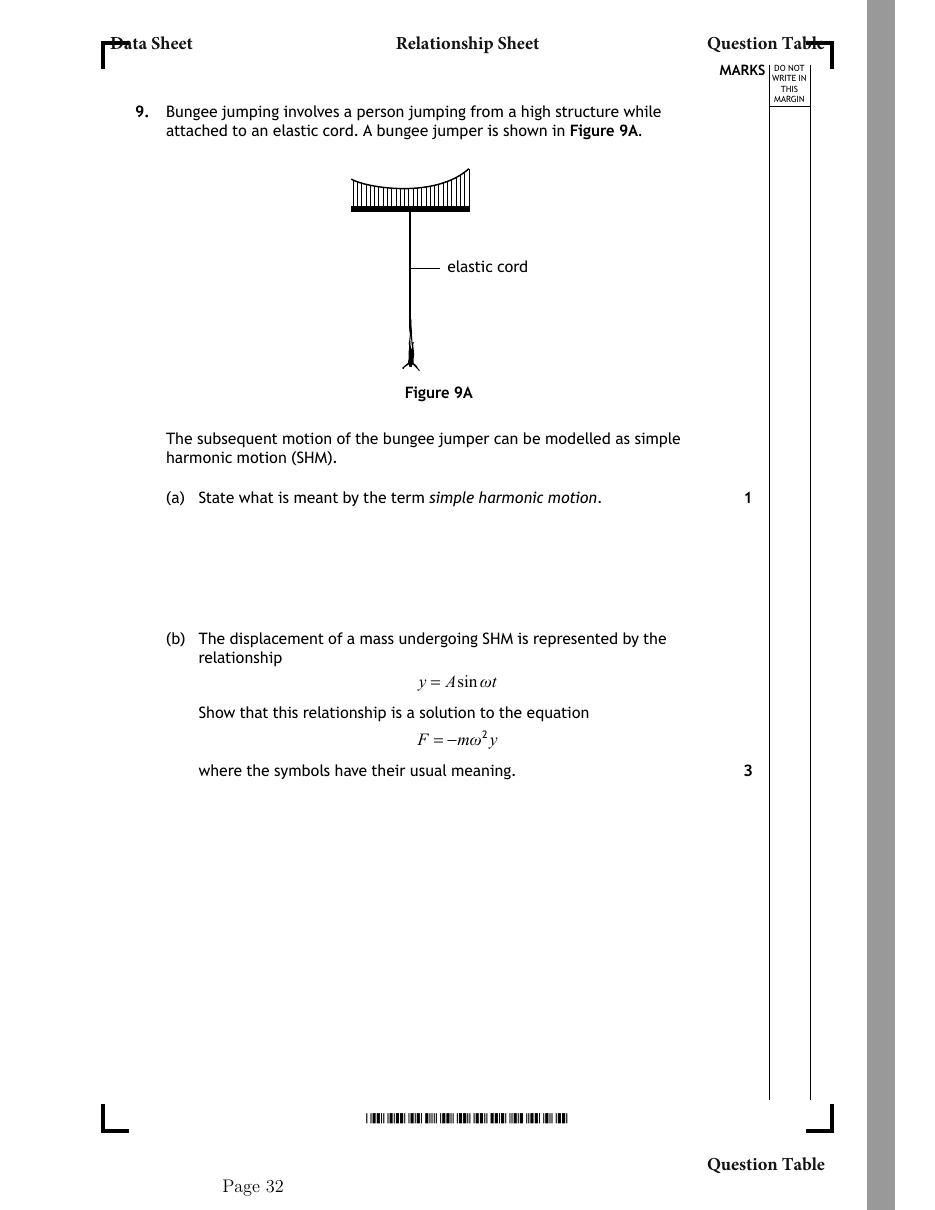 Data Sheet Relationship Sheet Question Table
MARKS
DO NOT
WRITE IN
THIS
MARGIN
9. Bungee jumping involves a person jumping from a high structure while
attached to an elastic cord. A bungee jumper is shown in Figure 9A.
elastic cord
Figure 9A
The subsequent motion of the bungee jumper can be modelled as simple
harmonic motion (SHM).
(a) State what is meant by the term simple harmonic motion. 1
(b) The displacement of a mass undergoing SHM is represented by the
relationship
y = A sin ωt
Show that this relationship is a solution to the equation
F = −mω²y
where the symbols have their usual meaning. 3
Question Table
Page 32